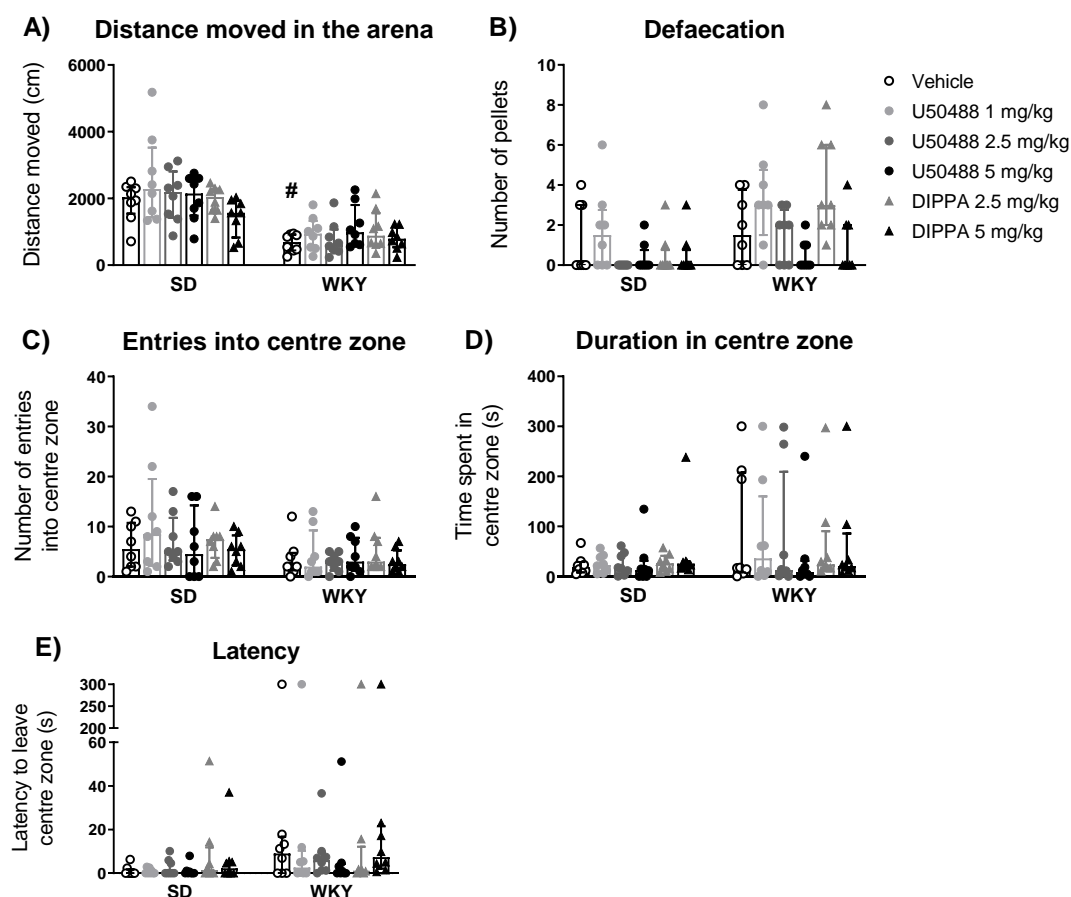 A) Distance moved in the arena
Distance moved (cm)
6000
4000
2000
0
#
SD WKY
B) Defaecation
Number of pellets
10
8
6
4
2
0
SD WKY
Vehicle
U50488 1 mg/kg
U50488 2.5 mg/kg
U50488 5 mg/kg
DIPPA 2.5 mg/kg
DIPPA 5 mg/kg
C) Entries into centre zone
Number of entries
into centre zone
40
30
20
10
0
SD WKY
D) Duration in centre zone
Time spent in
centre zone (s)
400
300
200
100
0
SD WKY
E) Latency
Latency to leave
centre zone (s)
300
250
200
60
40
20
0
SD WKY